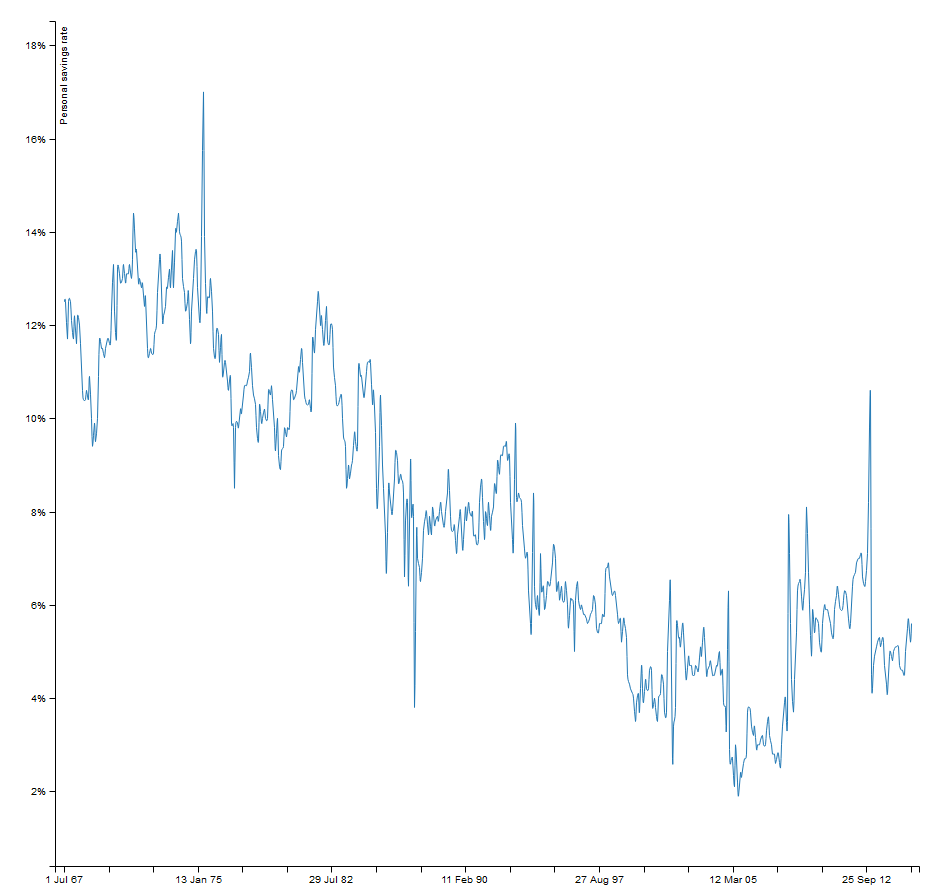 Personal savings rate
18%
16%
14%
12%
10%
8%
6%
4%
2%
1 Jul 67
13 Jan 75
29 Jul 82
11 Feb 90
27 Aug 97
12 Mar 05
25 Sep 12